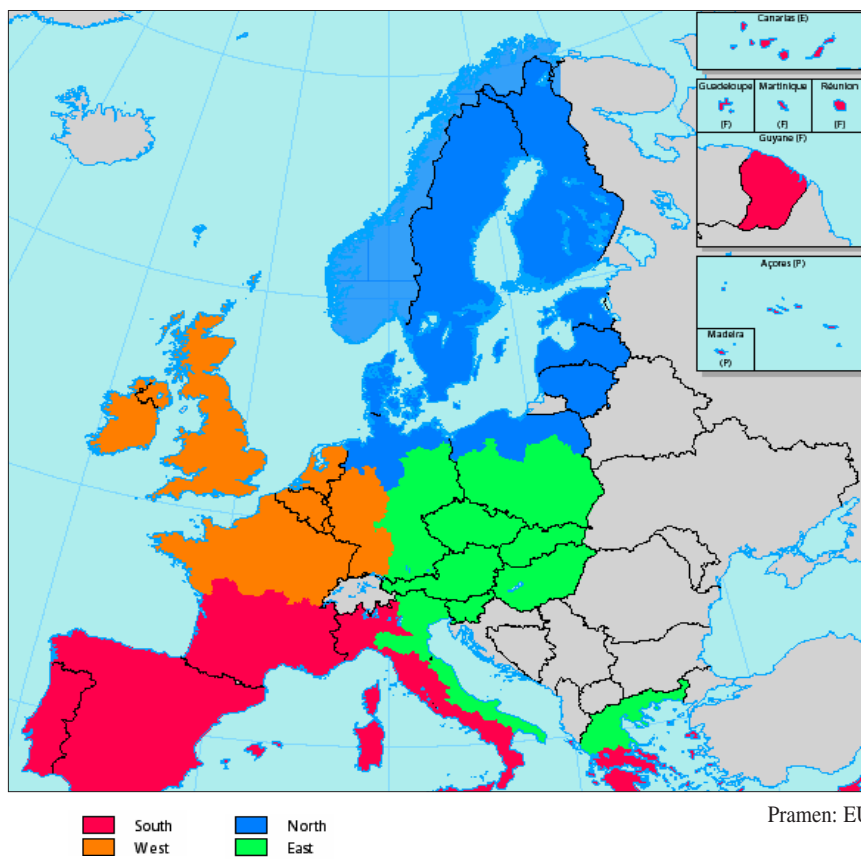 Canarias (E)
Guadeloupe
(F)
Martinique
(F)
Réunion
(F)
Guyane (F)
Açores (P)
Madeira
(P)
Pramen: EU
South
North
West
East